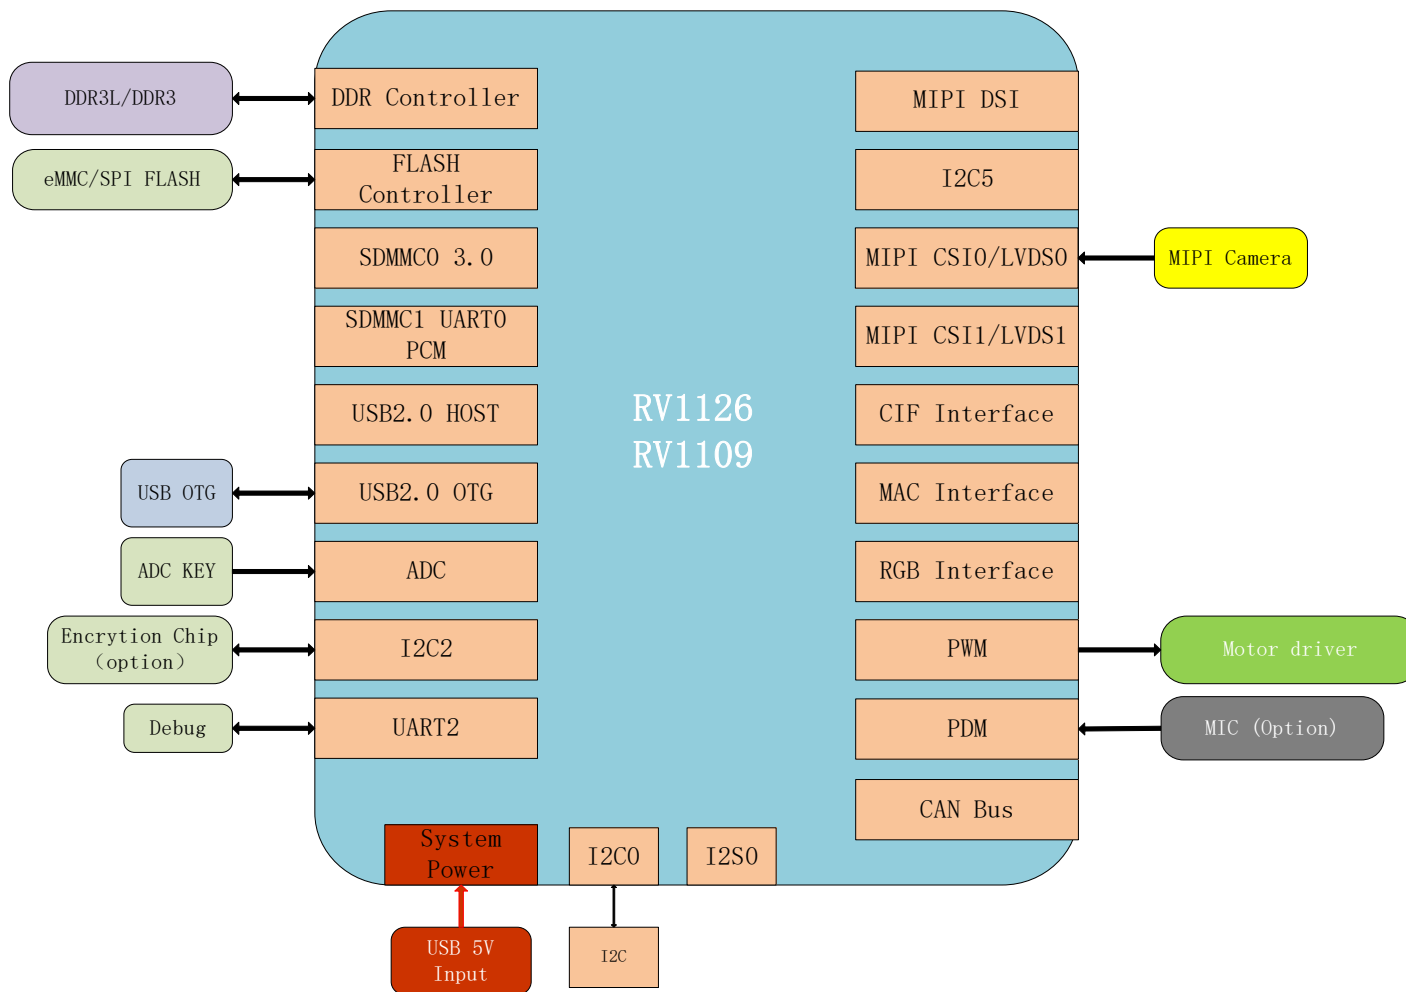 DDR3L/DDR3
DDR Controller
MIPI DSI
eMMC/SPI FLASH
FLASH
Controller
I2C5
SDMMC0 3.0
MIPI CSI0/LVDS0
MIPI Camera
SDMMC1 UART0
PCM
MIPI CSI1/LVDS1
USB2.0 HOST
RV1126
RV1109
CIF Interface
USB OTG
USB2.0 OTG
MAC Interface
ADC KEY
ADC
RGB Interface
Encrytion Chip
（option）
I2C2
PWM
Motor driver
Debug
UART2
PDM
MIC (Option)
CAN Bus
System
Power
I2C0
I2S0
USB 5V
Input
I2C